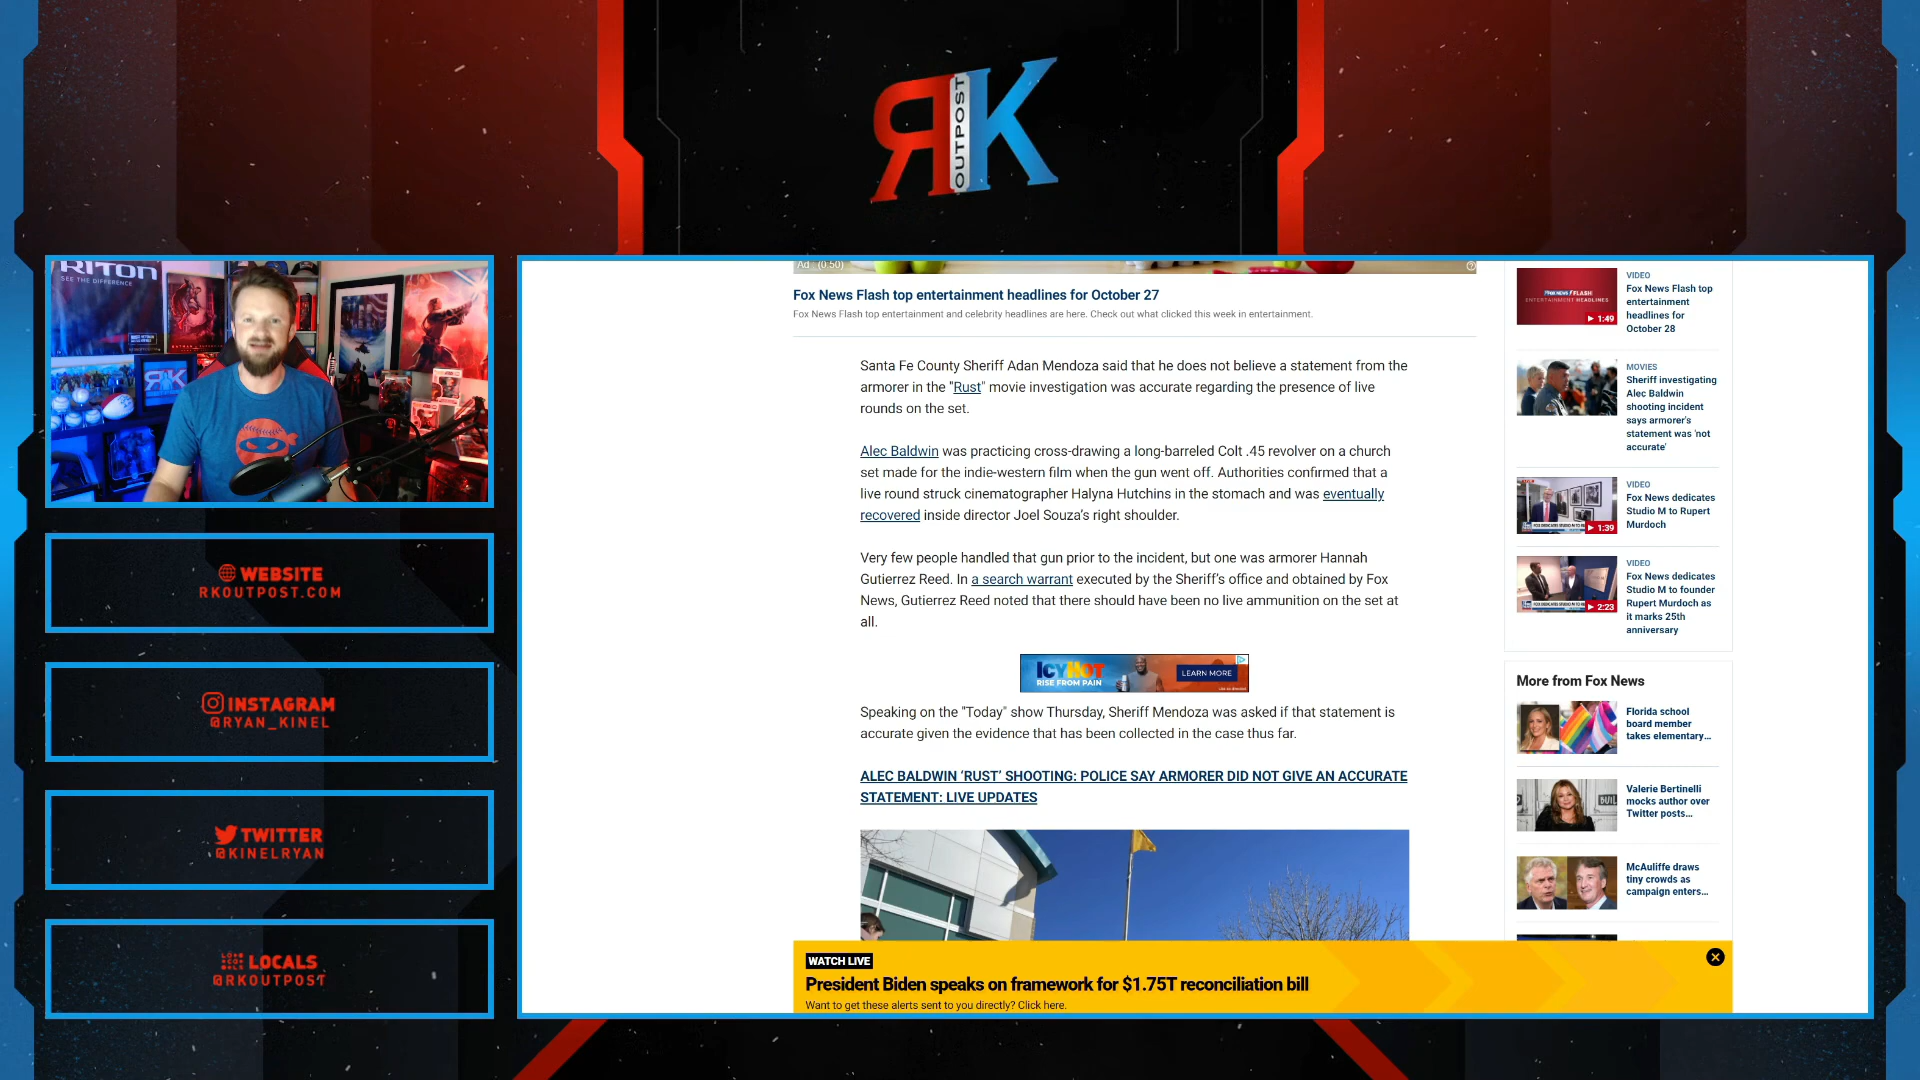 RK
OUTPOST
RITON
SEE THE DIFFERENCE
RK
WEBSITE
RKOUTPOST.COM
INSTAGRAM
@RYAN_KINEL
TWITTER
@KINELRYAN
LOCALS
@RKOUTPOST
Ad (0:50)
Fox News Flash top entertainment headlines for October 27
Fox News Flash top entertainment and celebrity headlines are here. Check out what clicked this week in entertainment.
Santa Fe County Sheriff Adan Mendoza said that he does not believe a statement from the
armorer in the "Rust" movie investigation was accurate regarding the presence of live
rounds on the set.
Alec Baldwin was practicing cross-drawing a long-barreled Colt .45 revolver on a church
set made for the indie-western film when the gun went off. Authorities confirmed that a
live round struck cinematographer Halyna Hutchins in the stomach and was eventually
recovered inside director Joel Souza’s right shoulder.
Very few people handled that gun prior to the incident, but one was armorer Hannah
Gutierrez Reed. In a search warrant executed by the Sheriff’s office and obtained by Fox
News, Gutierrez Reed noted that there should have been no live ammunition on the set at
all.
ICY HOT
RISE FROM PAIN
LEARN MORE
Speaking on the "Today" show Thursday, Sheriff Mendoza was asked if that statement is
accurate given the evidence that has been collected in the case thus far.
ALEC BALDWIN ‘RUST’ SHOOTING: POLICE SAY ARMORER DID NOT GIVE AN ACCURATE
STATEMENT: LIVE UPDATES
WATCH LIVE
President Biden speaks on framework for $1.75T reconciliation bill
Want to get these alerts sent to you directly? Click here.
FOX NEWS FLASH
ENTERTAINMENT HEADLINES
1:49
VIDEO
Fox News Flash top
entertainment
headlines for
October 28
MOVIES
Sheriff investigating
Alec Baldwin
shooting incident
says armorer's
statement was 'not
accurate'
1:39
VIDEO
Fox News dedicates
Studio M to Rupert
Murdoch
2:23
VIDEO
Fox News dedicates
Studio M to founder
Rupert Murdoch as
it marks 25th
anniversary
More from Fox News
Florida school
board member
takes elementary...
BUIL
Valerie Bertinelli
mocks author over
Twitter posts...
McAuliffe draws
tiny crowds as
campaign enters...